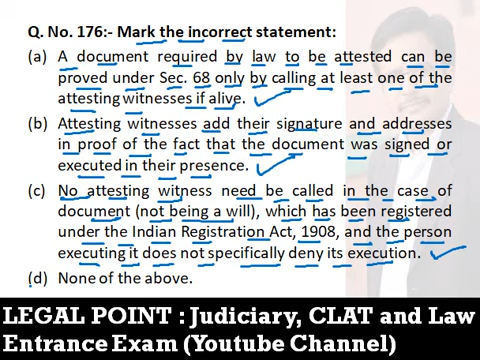 Q. No. 176:- Mark the incorrect statement:
(a) A document required by law to be attested can be
proved under Sec. 68 only by calling at least one of the
attesting witnesses if alive.
(b) Attesting witnesses add their signature and addresses
in proof of the fact that the document was signed or
executed in their presence.
(c) No attesting witness need be called in the case of
document (not being a will), which has been registered
under the Indian Registration Act, 1908, and the person
executing it does not specifically deny its execution.
(d) None of the above.
LEGAL POINT : Judiciary, CLAT and Law
Entrance Exam (Youtube Channel)